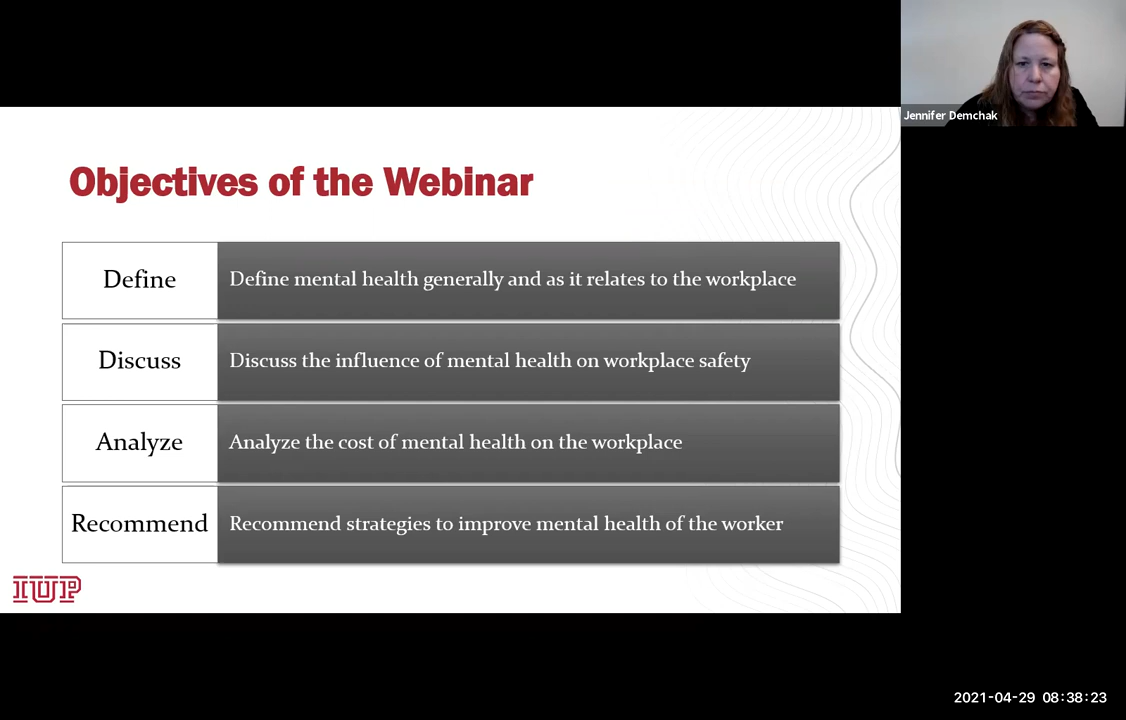 Jennifer Demchak
Objectives of the Webinar
Define
Define mental health generally and as it relates to the workplace
Discuss
Discuss the influence of mental health on workplace safety
Analyze
Analyze the cost of mental health on the workplace
Recommend
Recommend strategies to improve mental health of the worker
IUP
2021-04-29 08:38:23